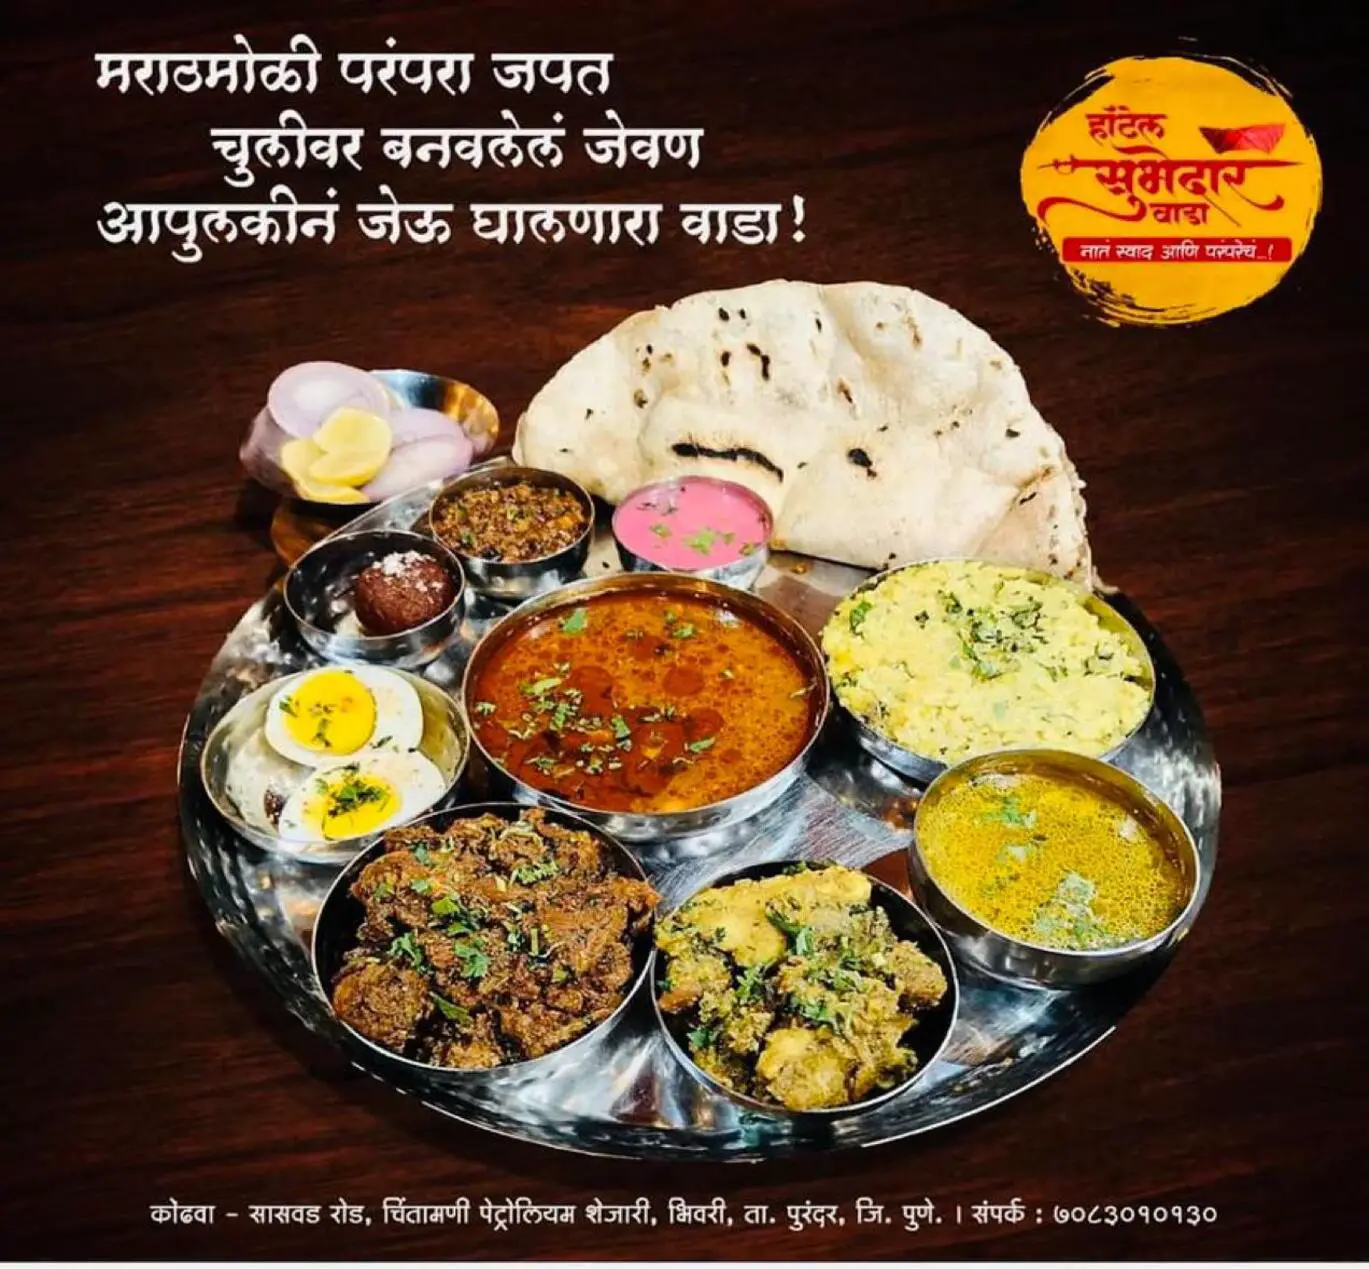 मराठमोळी परंपरा जपत
चुलीवर बनवलेलं जेवण
आपुलकीनं जेऊ घालणारा वाडा!
हॉटेल
सुभेदार
वाडा
नातं स्वाद आणि परंपरेचं...!
कोंढवा - सासवड रोड, चिंतामणी पेट्रोलियम शेजारी, भिवरी, ता. पुरंदर, जि. पुणे. । संपर्क : ७०८३०१०१३०